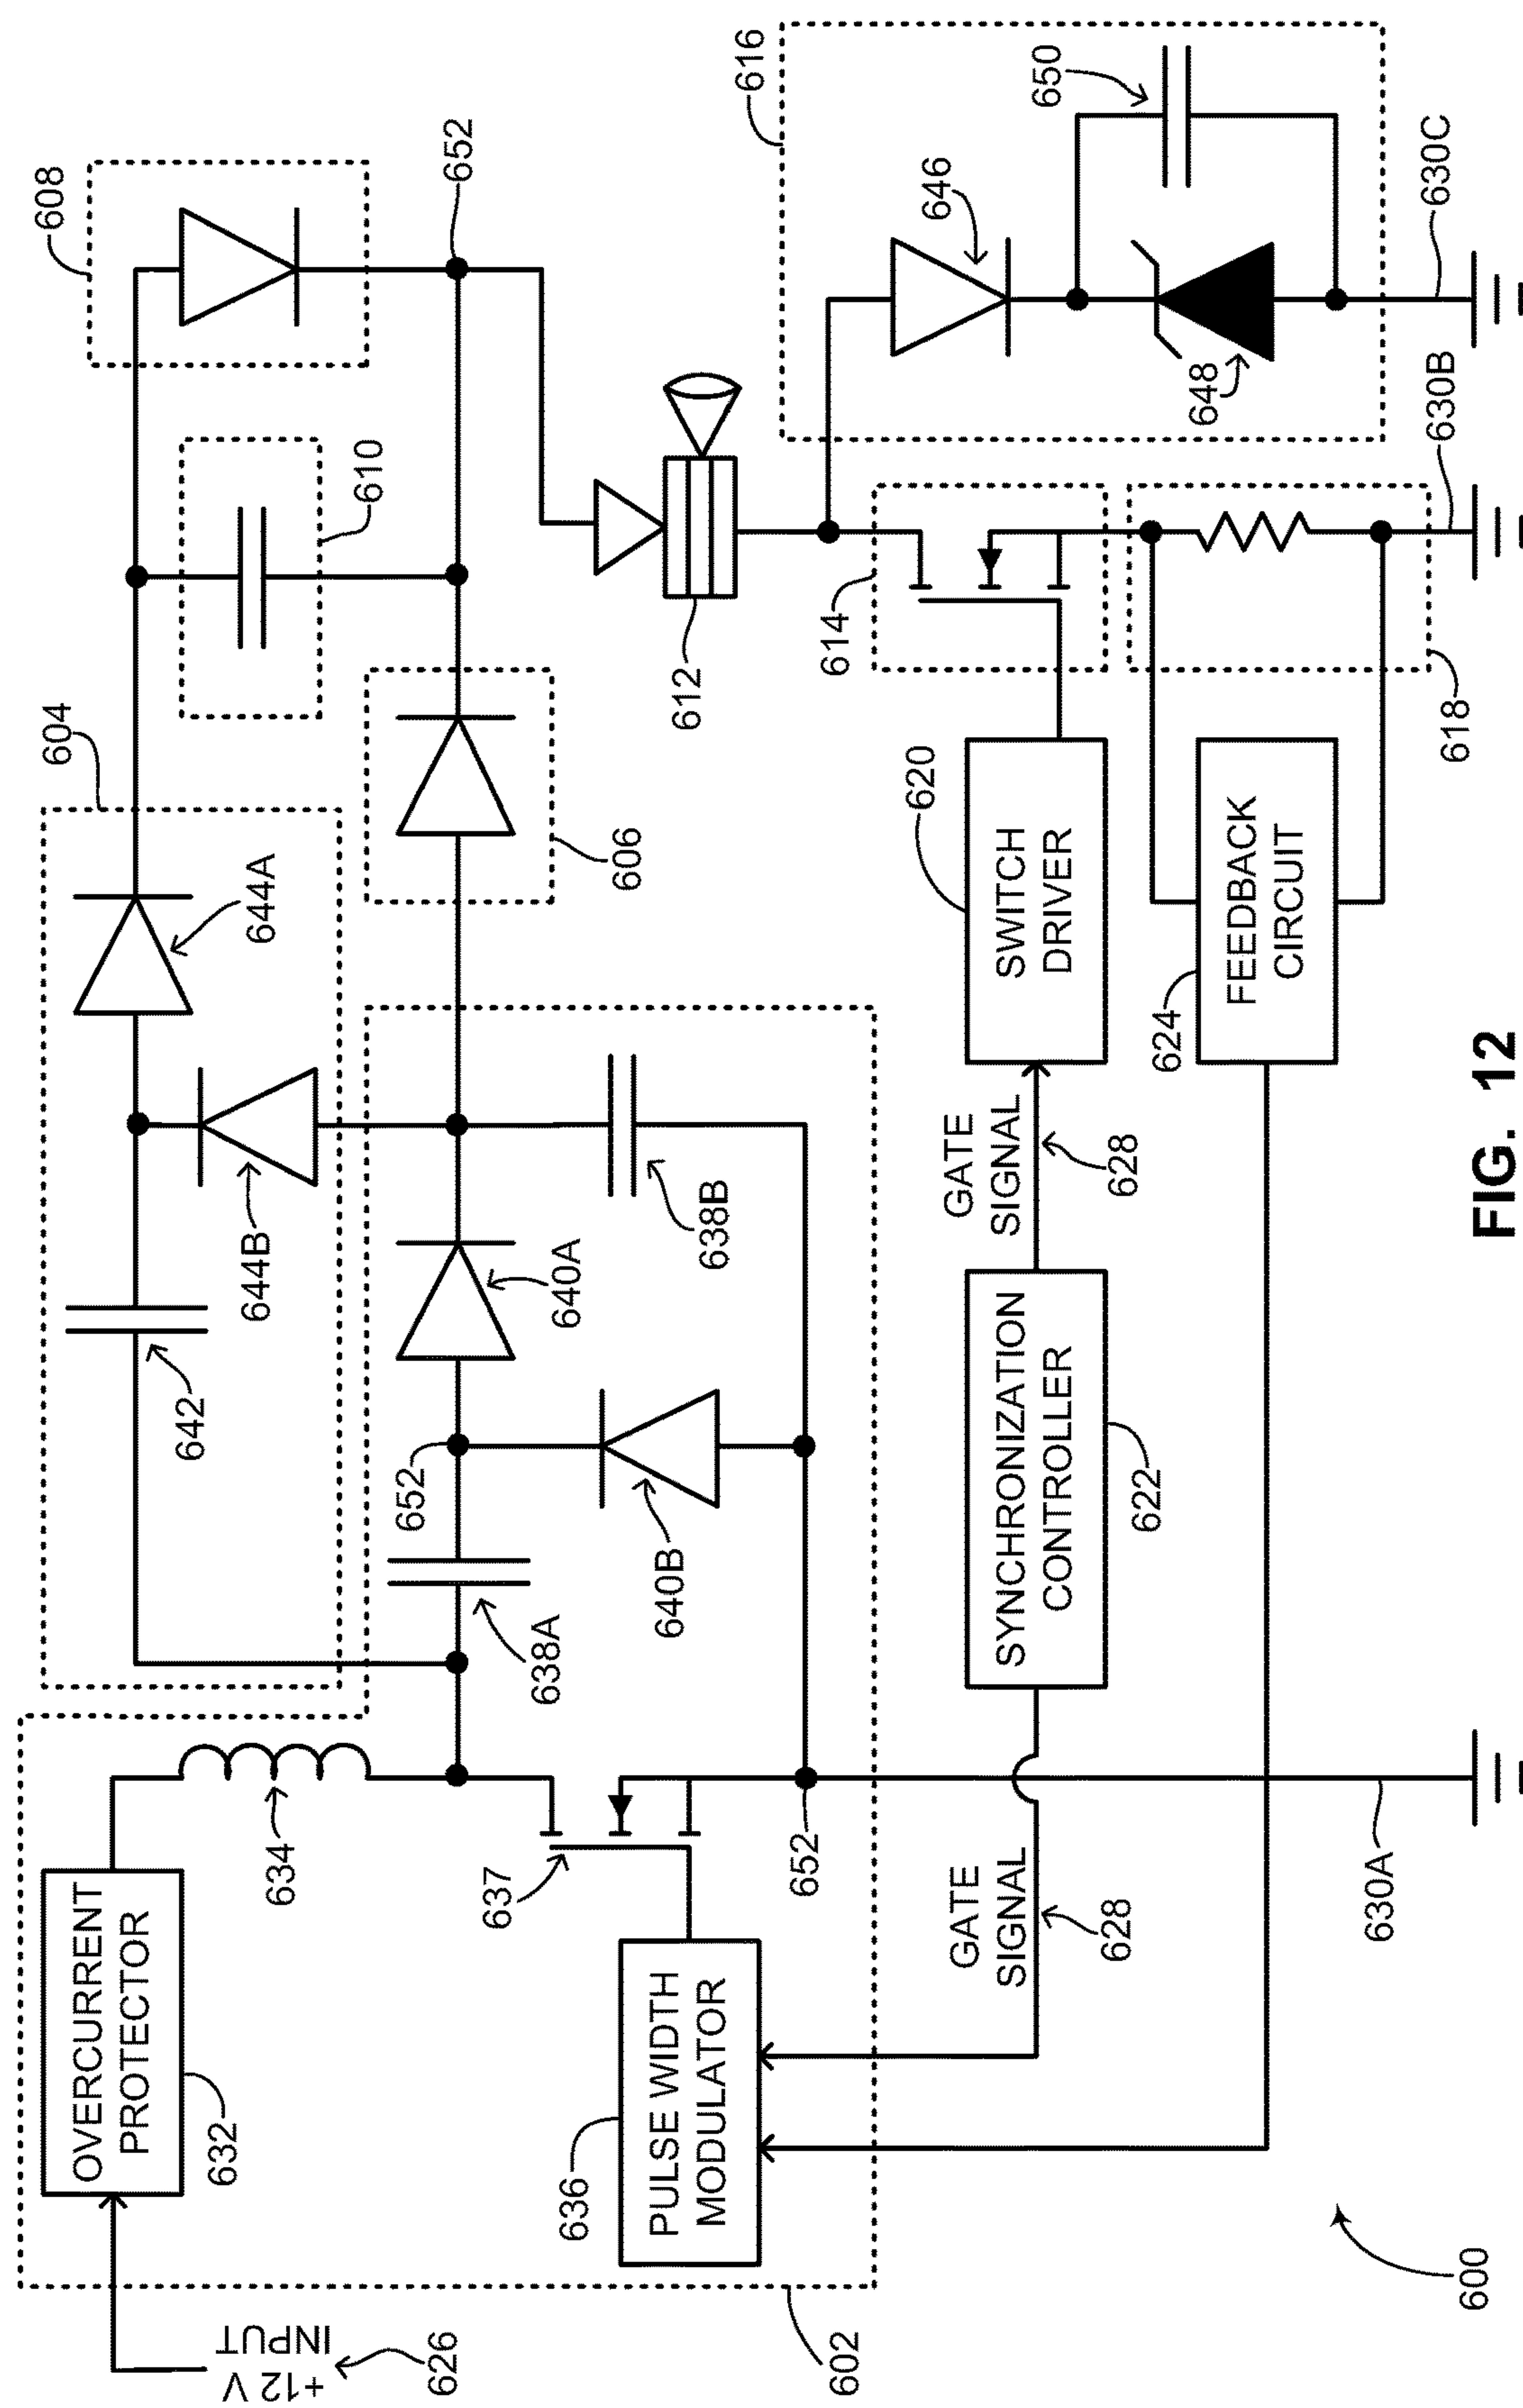 +12 V
INPUT
626
602
OVERCURRENT
PROTECTOR
632
634
604
642
644B
644A
610
608
652
638A
652
640A
640B
638B
606
612
637
636
PULSE WIDTH
MODULATOR
652
GATE
SIGNAL
628
SYNCHRONIZATION
CONTROLLER
622
GATE
SIGNAL
628
SWITCH
DRIVER
620
614
616
646
648
650
FEEDBACK
CIRCUIT
624
618
630A
630B
630C
600
FIG. 12